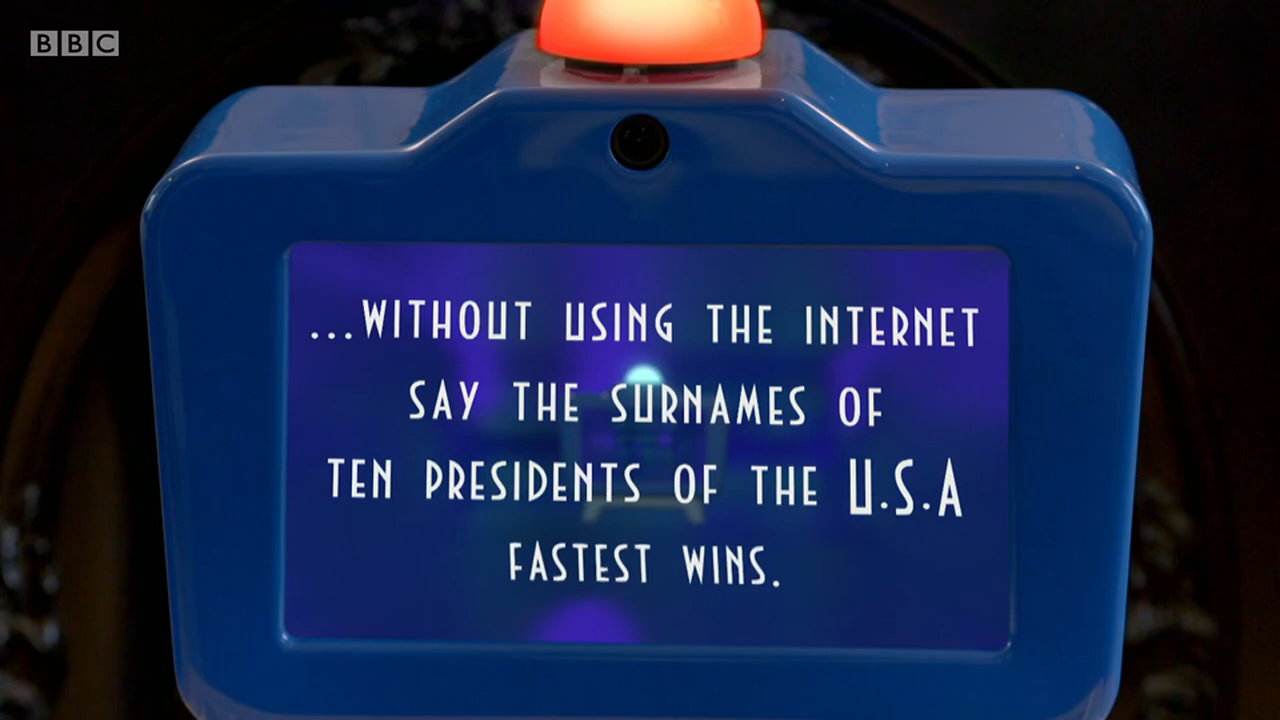 BBC
...WITHOUT USING THE INTERNET
SAY THE SURNAMES OF
TEN PRESIDENTS OF THE U.S.A
FASTEST WINS.